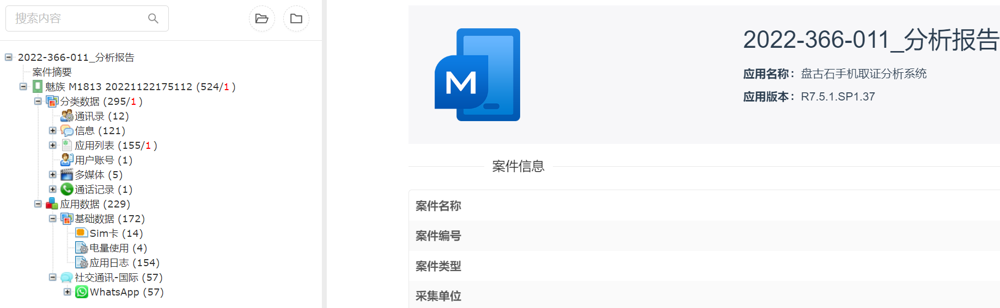 搜索内容
2022-366-011_分析报告
案件摘要
魅族 M1813 20221122175112 (524/1)
分类数据 (295/1)
通讯录 (12)
信息 (121)
应用列表 (155/1)
用户账号 (1)
多媒体 (5)
通话记录 (1)
应用数据 (229)
基础数据 (172)
Sim卡 (14)
电量使用 (4)
应用日志 (154)
社交通讯-国际 (57)
WhatsApp (57)
M
2022-366-011_分析报告
应用名称：盘古石手机取证分析系统
应用版本：R7.5.1.SP1.37
案件信息
案件名称
案件编号
案件类型
采集单位